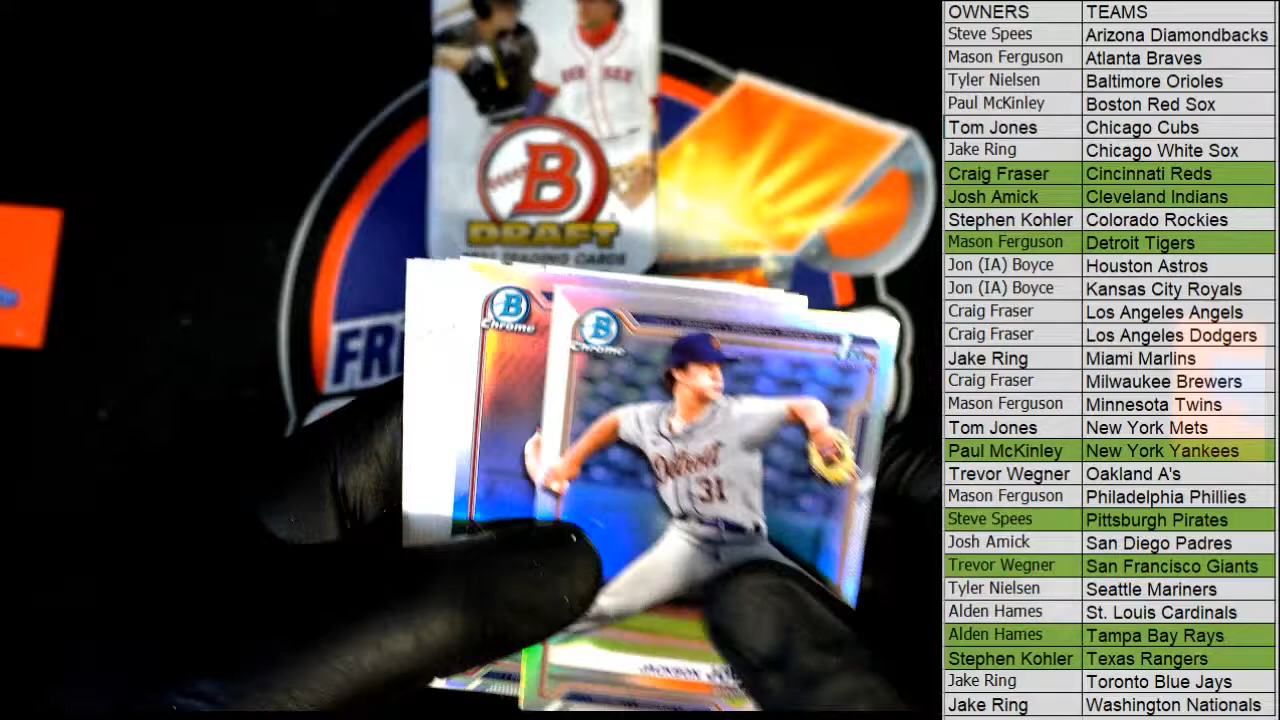 OWNERS TEAMS
Steve Spees Arizona Diamondbacks
Mason Ferguson Atlanta Braves
Tyler Nielsen Baltimore Orioles
Paul McKinley Boston Red Sox
Tom Jones Chicago Cubs
Jake Ring Chicago White Sox
Craig Fraser Cincinnati Reds
Josh Amick Cleveland Indians
Stephen Kohler Colorado Rockies
Mason Ferguson Detroit Tigers
Jon (IA) Boyce Houston Astros
Jon (IA) Boyce Kansas City Royals
Craig Fraser Los Angeles Angels
Craig Fraser Los Angeles Dodgers
Jake Ring Miami Marlins
Craig Fraser Milwaukee Brewers
Mason Ferguson Minnesota Twins
Tom Jones New York Mets
Paul McKinley New York Yankees
Trevor Wegner Oakland A's
Mason Ferguson Philadelphia Phillies
Steve Spees Pittsburgh Pirates
Josh Amick San Diego Padres
Trevor Wegner San Francisco Giants
Tyler Nielsen Seattle Mariners
Alden Hames St. Louis Cardinals
Alden Hames Tampa Bay Rays
Stephen Kohler Texas Rangers
Jake Ring Toronto Blue Jays
Jake Ring Washington Nationals
B
DRAFT
TRADING CARDS
B
Chrome
B
Chrome
Detroit
31